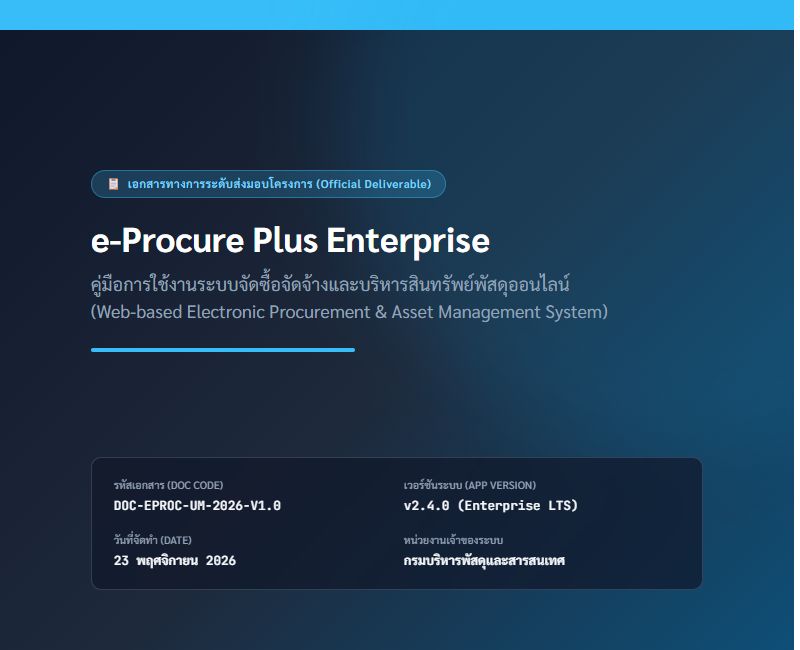 เอกสารทางการระดับส่งมอบโครงการ (Official Deliverable)
e-Procure Plus Enterprise
คู่มือการใช้งานระบบจัดซื้อจัดจ้างและบริหารสินทรัพย์พัสดุออนไลน์
(Web-based Electronic Procurement & Asset Management System)
รหัสเอกสาร (DOC CODE)
DOC-EPROC-UM-2026-V1.0
เวอร์ชันระบบ (APP VERSION)
v2.4.0 (Enterprise LTS)
วันที่จัดทำ (DATE)
23 พฤศจิกายน 2026
หน่วยงานเจ้าของระบบ
กรมบริหารพัสดุและสารสนเทศ